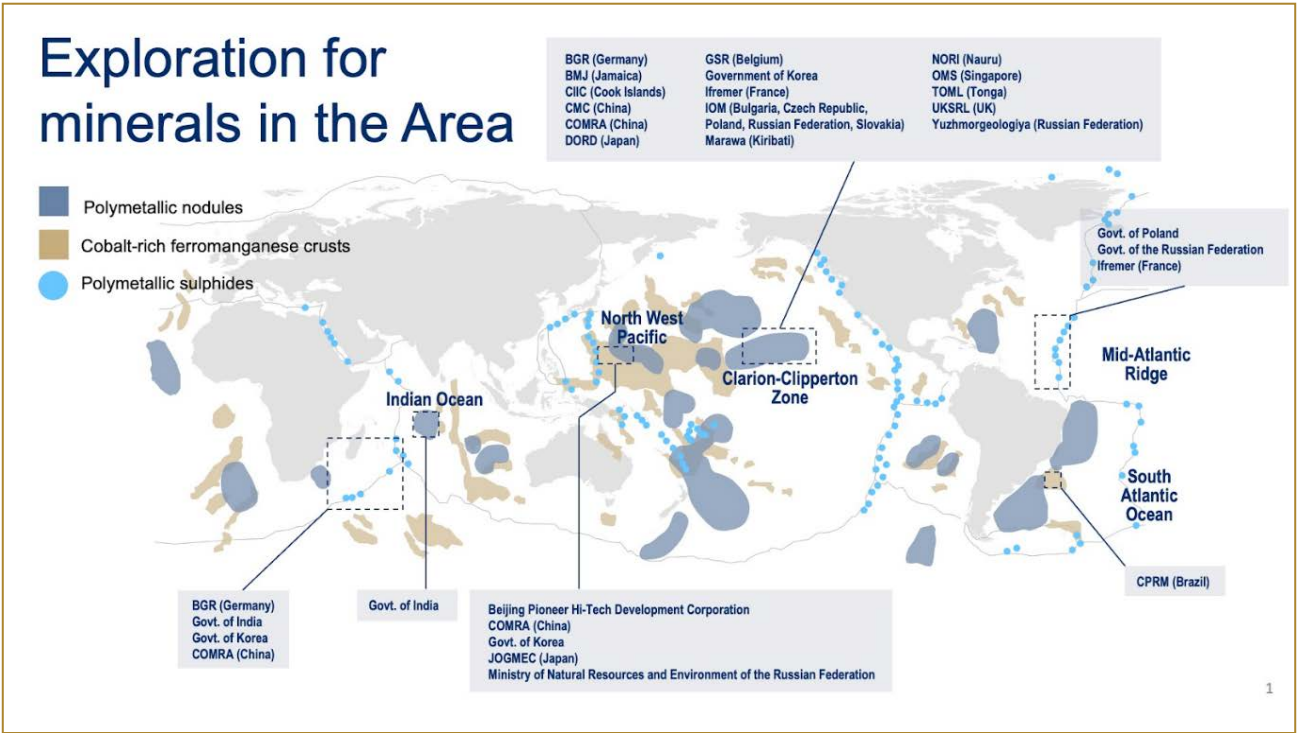 Exploration for
minerals in the Area
BGR (Germany)
BMJ (Jamaica)
CIIC (Cook Islands)
CMC (China)
COMRA (China)
DORD (Japan)
GSR (Belgium)
Government of Korea
Ifremer (France)
IOM (Bulgaria, Czech Republic,
Poland, Russian Federation, Slovakia)
Marawa (Kiribati)
NORI (Nauru)
OMS (Singapore)
TOML (Tonga)
UKSRL (UK)
Yuzhmorgeologiya (Russian Federation)
Polymetallic nodules
Cobalt-rich ferromanganese crusts
Polymetallic sulphides
Govt. of Poland
Govt. of the Russian Federation
Ifremer (France)
North West
Pacific
Clarion-Clipperton
Zone
Mid-Atlantic
Ridge
Indian Ocean
South
Atlantic
Ocean
CPRM (Brazil)
BGR (Germany)
Govt. of India
Govt. of Korea
COMRA (China)
Govt. of India
Beijing Pioneer Hi-Tech Development Corporation
COMRA (China)
Govt. of Korea
JOGMEC (Japan)
Ministry of Natural Resources and Environment of the Russian Federation
1